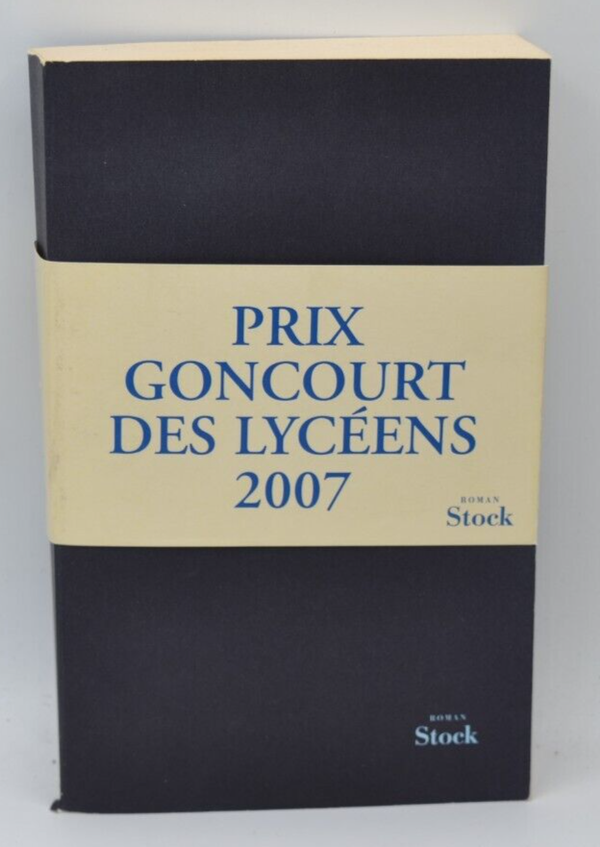 PRIX
GONCOURT
DES LYCÉENS
2007
ROMAN
Stock
ROMAN
Stock